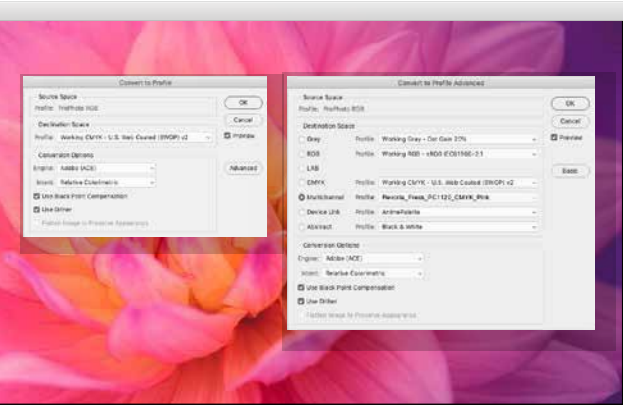 Convert to Profile
Source Space
Profile: ProPhoto RGB
OK
Cancel
Destination Space
Profile: Working CMYK - U.S. Web Coated (SWOP) v2
Preview
Conversion Options
Engine: Adobe (ACE)
Advanced
Intent: Relative Colorimetric
Use Black Point Compensation
Use Dither
Flatten Image to Preserve Appearance
Convert to Profile Advanced
Source Space
Profile: ProPhoto RGB
OK
Cancel
Destination Space
Preview
Gray Profile: Working Gray - Dot Gain 20%
RGB Profile: Working RGB - sRGB IEC61966-2.1
LAB
Basic
CMYK Profile: Working CMYK - U.S. Web Coated (SWOP) v2
Multichannel Profile: CMYK_Pink
Device Link Profile: AnimePalette
Abstract Profile: Black & White
Conversion Options
Engine: Adobe (ACE)
Intent: Relative Colorimetric
Use Black Point Compensation
Use Dither
Flatten Image to Preserve Appearance